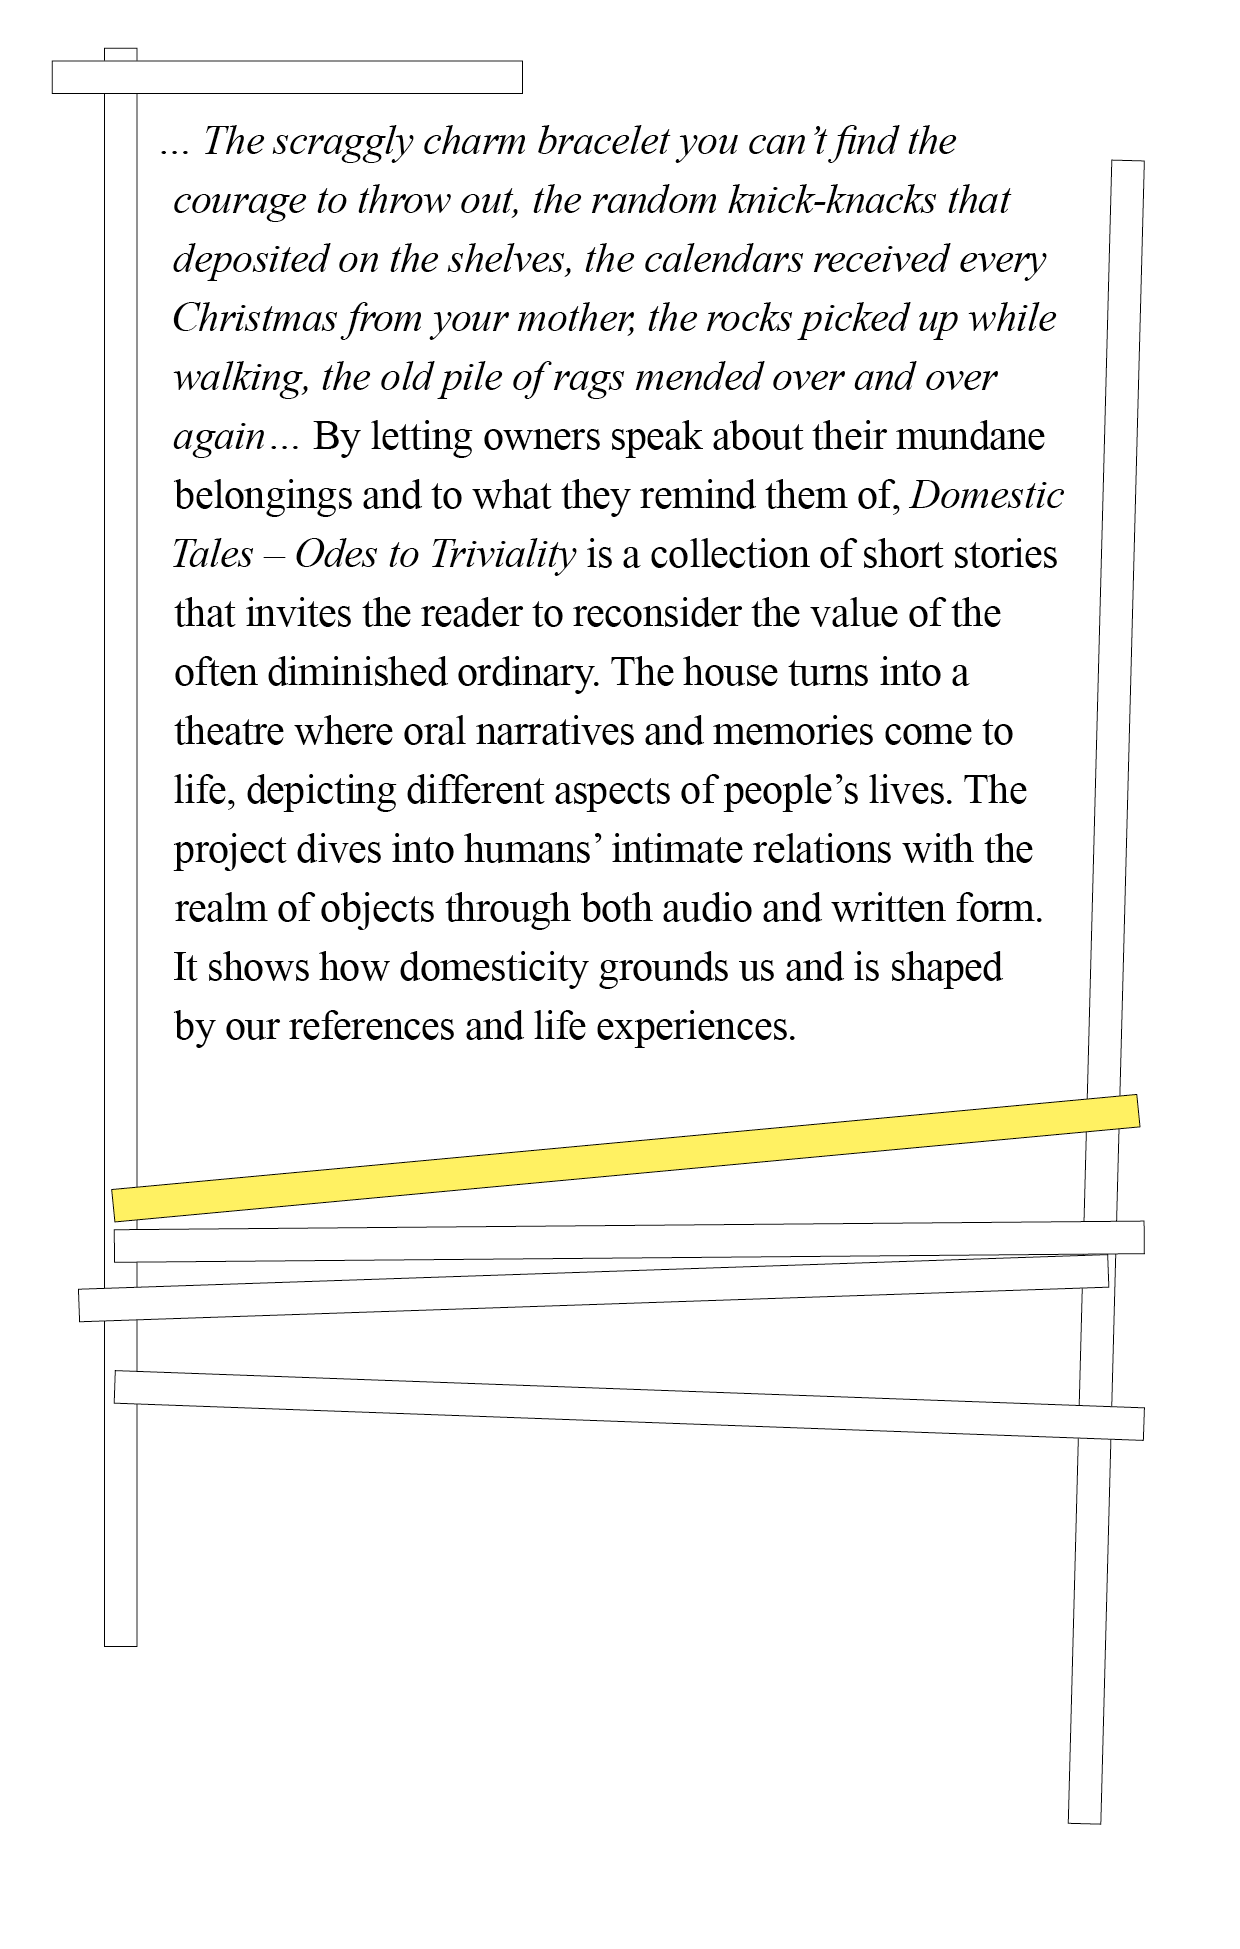 ... The scraggly charm bracelet you can’t find the
courage to throw out, the random knick-knacks that
deposited on the shelves, the calendars received every
Christmas from your mother, the rocks picked up while
walking, the old pile of rags mended over and over
again... By letting owners speak about their mundane
belongings and to what they remind them of, Domestic
Tales – Odes to Triviality is a collection of short stories
that invites the reader to reconsider the value of the
often diminished ordinary. The house turns into a
theatre where oral narratives and memories come to
life, depicting different aspects of people’s lives. The
project dives into humans’ intimate relations with the
realm of objects through both audio and written form.
It shows how domesticity grounds us and is shaped
by our references and life experiences.